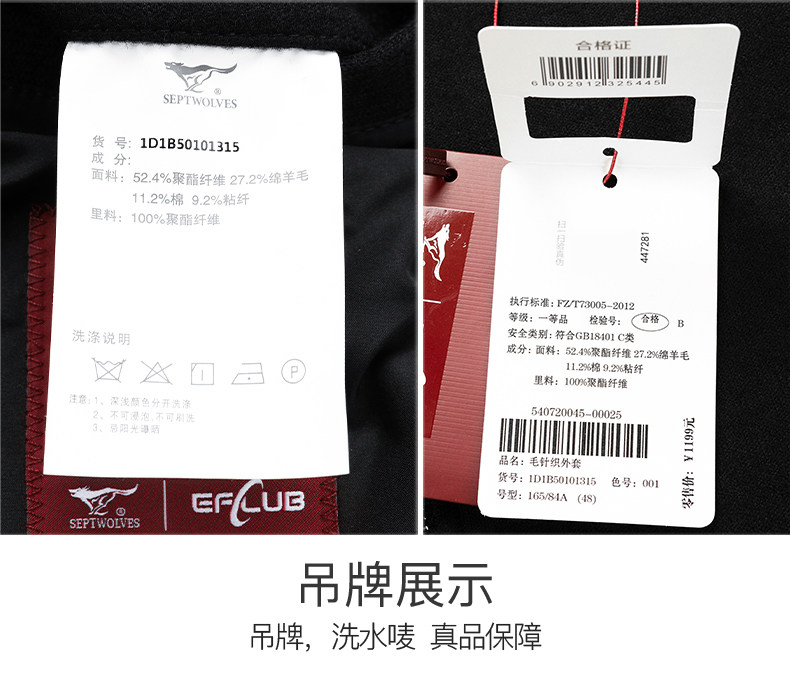 SEPTWOLVES
®
货 号: 1D1B50101315
成 分:
面料: 52.4%聚酯纤维 27.2%绵羊毛
11.2%棉 9.2%粘纤
里料: 100%聚酯纤维
洗涤说明
P
注意: 1、深浅颜色分开洗涤
2、不可浸泡,不可刷洗
3、忌阳光曝晒
SEPTWOLVES
®
EFCLUB
合格证
6 902912 325445
扫一扫验真伪
447281
执行标准: FZ/T73005-2012
等级: 一等品 检验号: 合格 B
安全类别: 符合GB18401 C类
成分: 面料: 52.4%聚酯纤维 27.2%绵羊毛
11.2%棉 9.2%粘纤
里料: 100%聚酯纤维
540720045-00025
品名: 毛针织外套
货号: 1D1B50101315 色号: 001
号型: 165/84A (48)
零售价: ¥1199元
吊牌展示
吊牌，洗水唛 真品保障